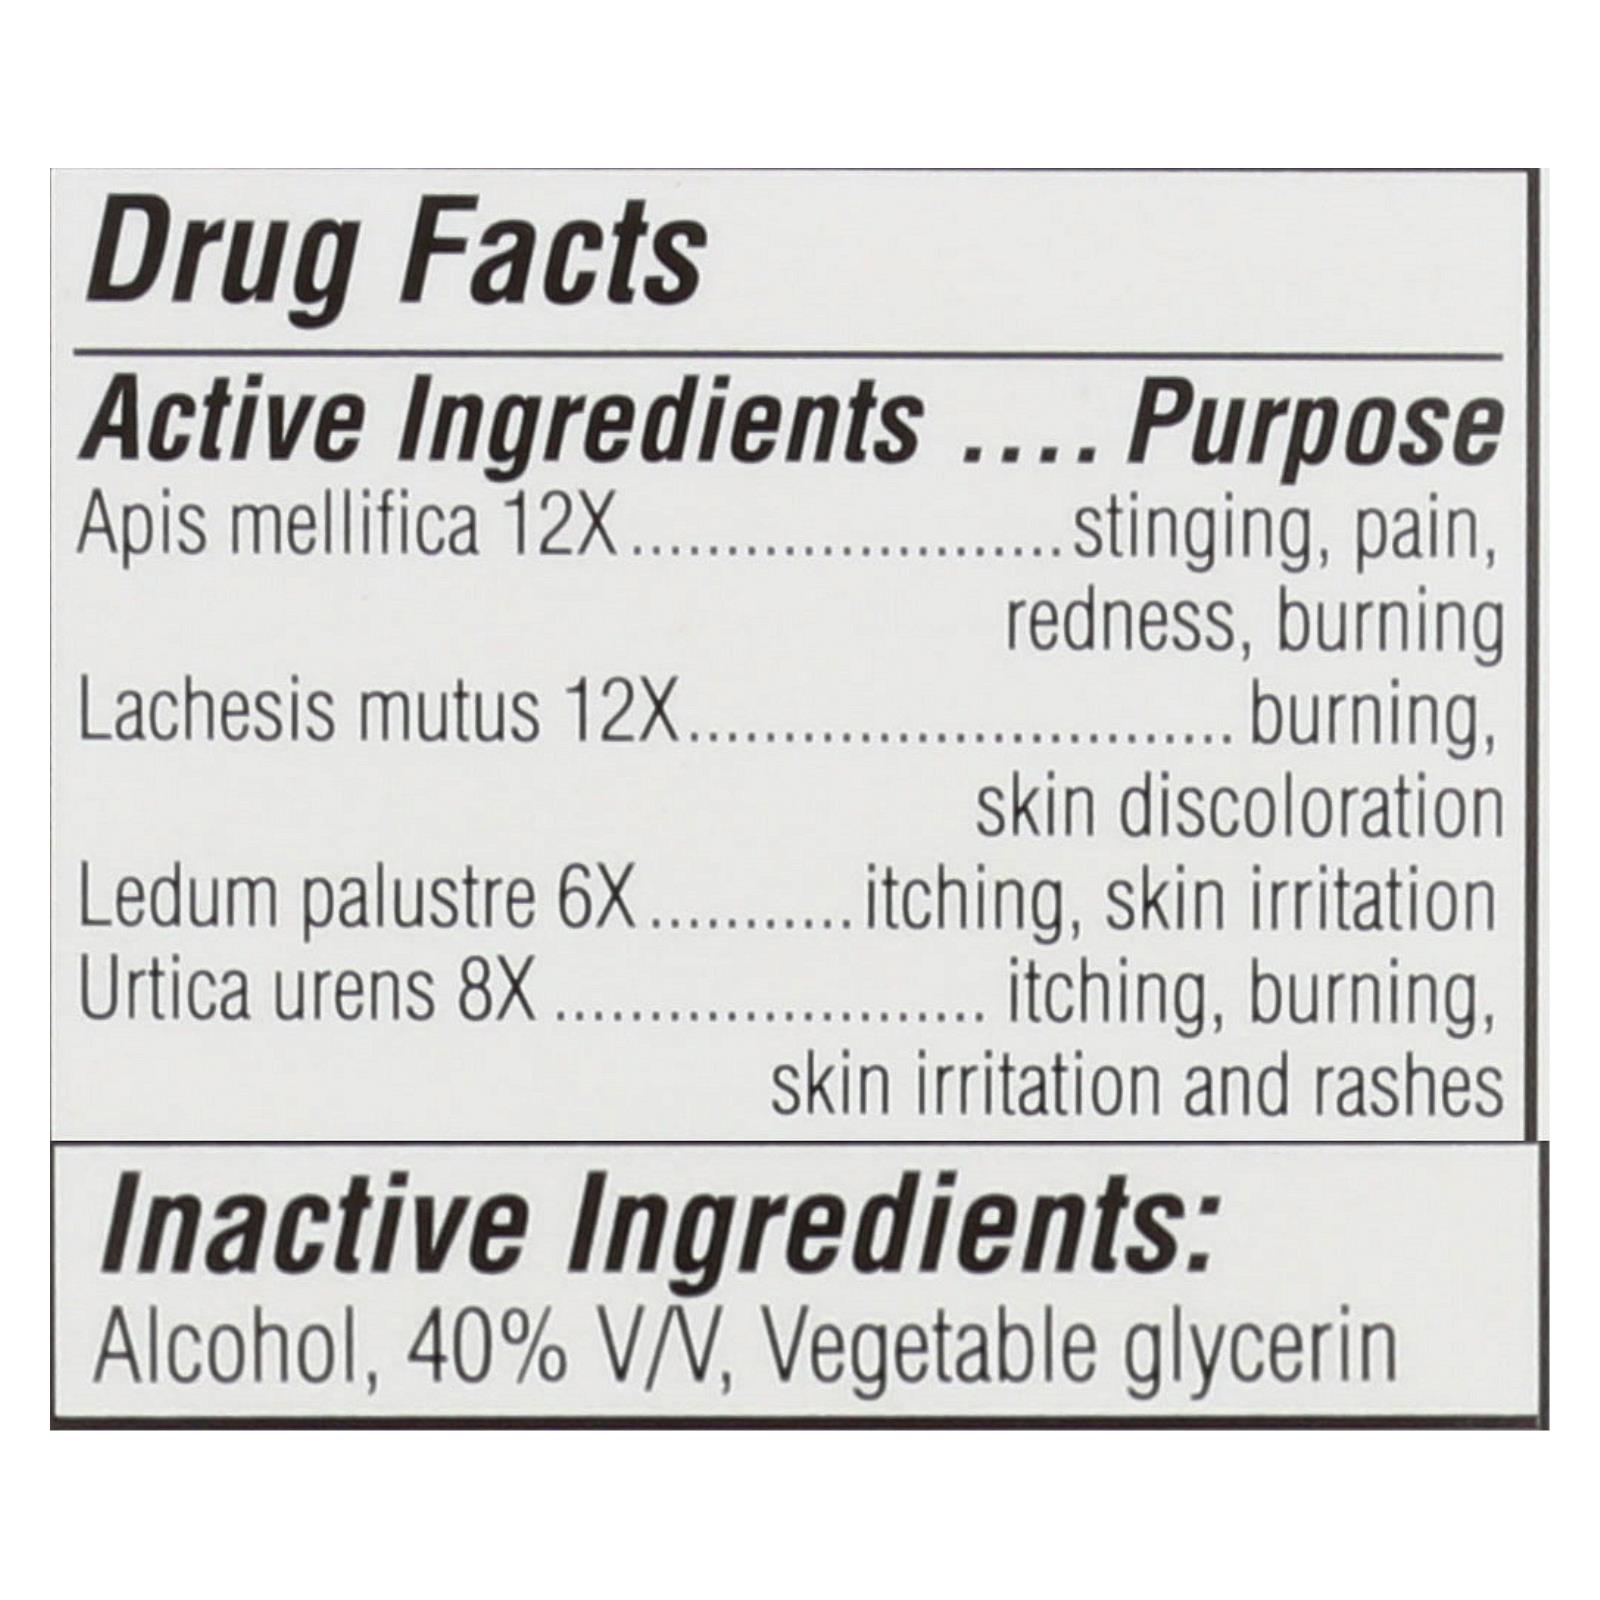 Drug Facts
Active Ingredients .... Purpose
Apis mellifica 12X.......................stinging, pain,
redness, burning
Lachesis mutus 12X............................. burning,
skin discoloration
Ledum palustre 6X...........itching, skin irritation
Urtica urens 8X ....................... itching, burning,
skin irritation and rashes
Inactive Ingredients:
Alcohol, 40% V/V, Vegetable glycerin